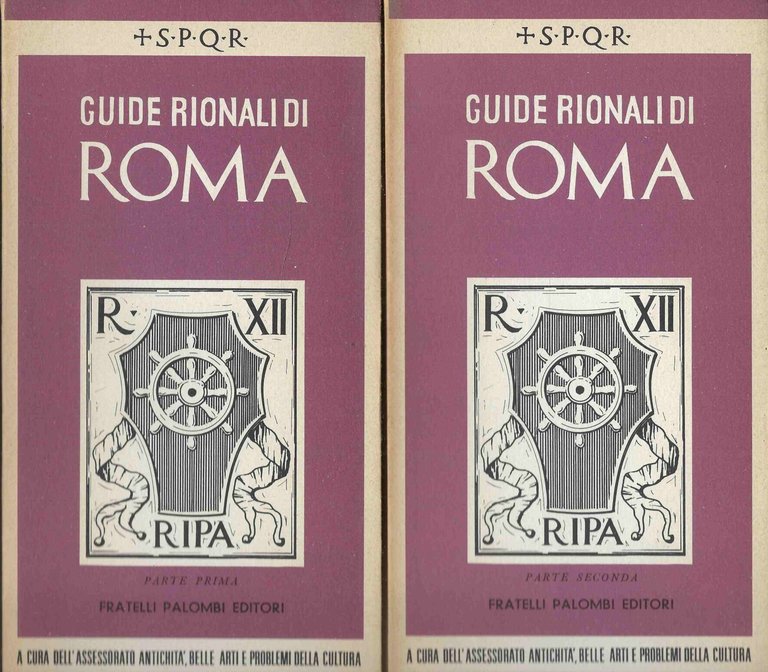 +S·P·Q·R·
GUIDE RIONALI DI
ROMA
R· XII
RIPA
PARTE PRIMA
FRATELLI PALOMBI EDITORI
A CURA DELL'ASSESSORATO ANTICHITA', BELLE ARTI E PROBLEMI DELLA CULTURA
+S·P·Q·R·
GUIDE RIONALI DI
ROMA
R· XII
RIPA
PARTE SECONDA
FRATELLI PALOMBI EDITORI
A CURA DELL'ASSESSORATO ANTICHITA', BELLE ARTI E PROBLEMI DELLA CULTURA